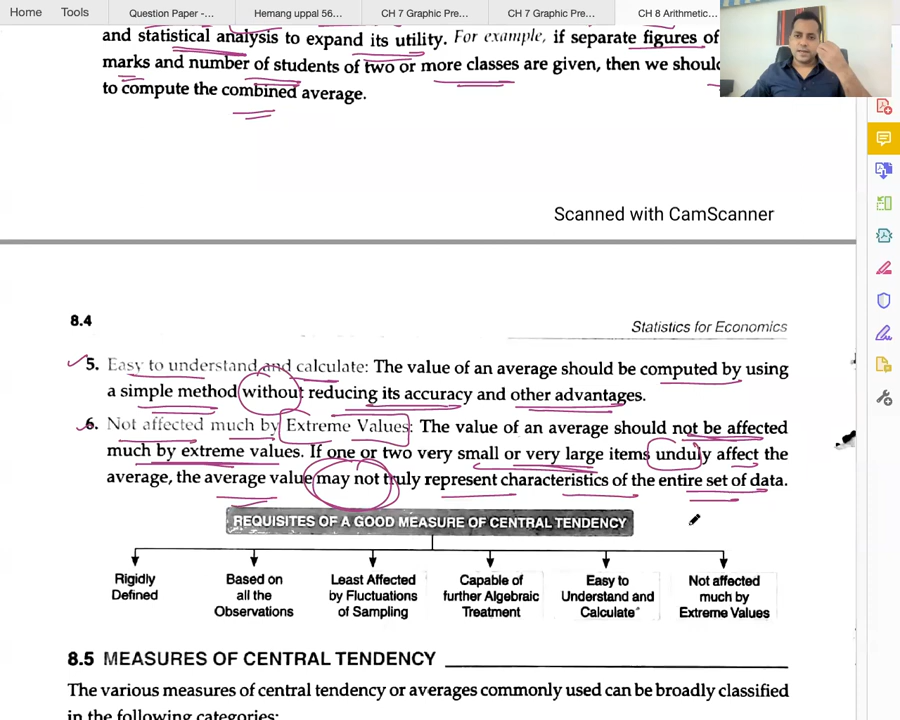 Home Tools Question Paper -... Hemang uppal 56... CH 7 Graphic Pre... CH 7 Graphic Pre... CH 8 Arithmetic...
and statistical analysis to expand its utility. For example, if separate figures of
marks and number of students of two or more classes are given, then we shoul
to compute the combined average.
Scanned with CamScanner
8.4
Statistics for Economics
5. Easy to understand and calculate: The value of an average should be computed by using
a simple method without reducing its accuracy and other advantages.
6. Not affected much by Extreme Values: The value of an average should not be affected
much by extreme values. If one or two very small or very large items unduly affect the
average, the average value may not truly represent characteristics of the entire set of data.
REQUISITES OF A GOOD MEASURE OF CENTRAL TENDENCY
Rigidly Based on Least Affected Capable of Easy to Not affected
Defined all the by Fluctuations further Algebraic Understand and much by
Observations of Sampling Treatment Calculate Extreme Values
8.5 MEASURES OF CENTRAL TENDENCY
The various measures of central tendency or averages commonly used can be broadly classified
in the following categories: